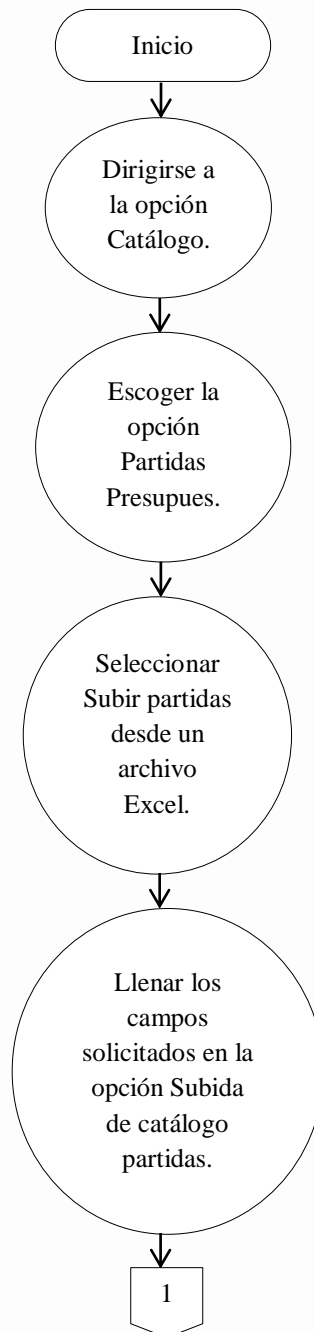 Inicio
Dirigirse a
la opción
Catálogo.
Escoger la
opción
Partidas
Presupues.
Seleccionar
Subir partidas
desde un
archivo
Excel.
Llenar los
campos
solicitados en la
opción Subida
de catálogo
partidas.
1